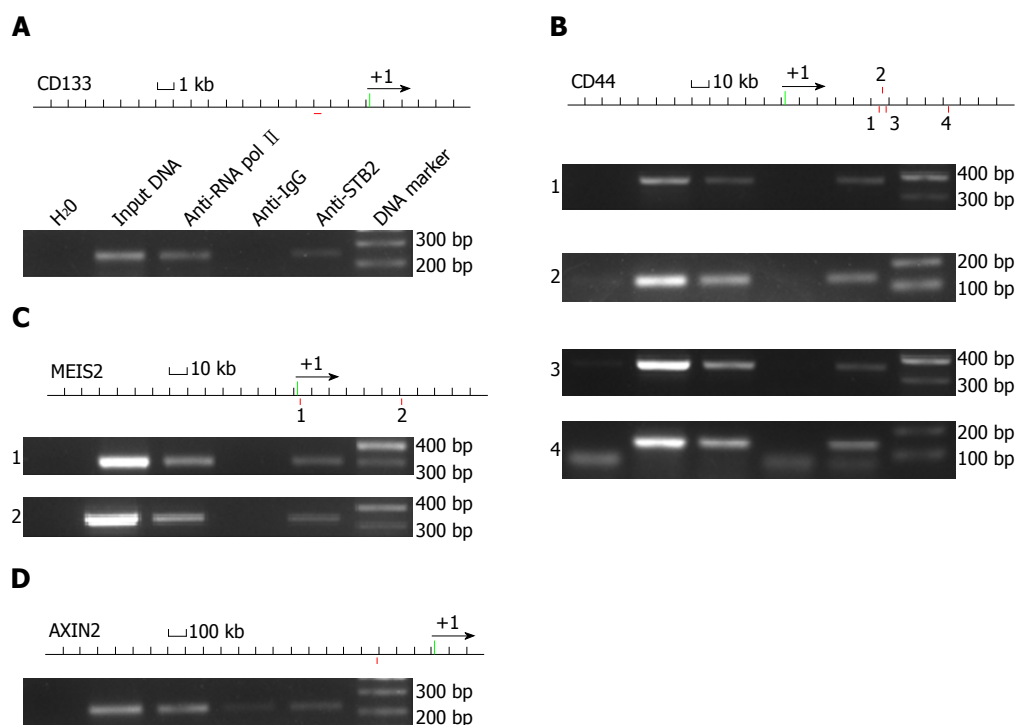 A
CD133
1 kb
+1
H20
Input DNA
Anti-RNA pol II
Anti-IgG
Anti-STB2
DNA marker
300 bp
200 bp
B
CD44
10 kb
+1
2
1 3 4
1
400 bp
300 bp
2
200 bp
100 bp
3
400 bp
300 bp
4
200 bp
100 bp
C
MEIS2
10 kb
+1
1 2
1
400 bp
300 bp
2
400 bp
300 bp
D
AXIN2
100 kb
+1
300 bp
200 bp